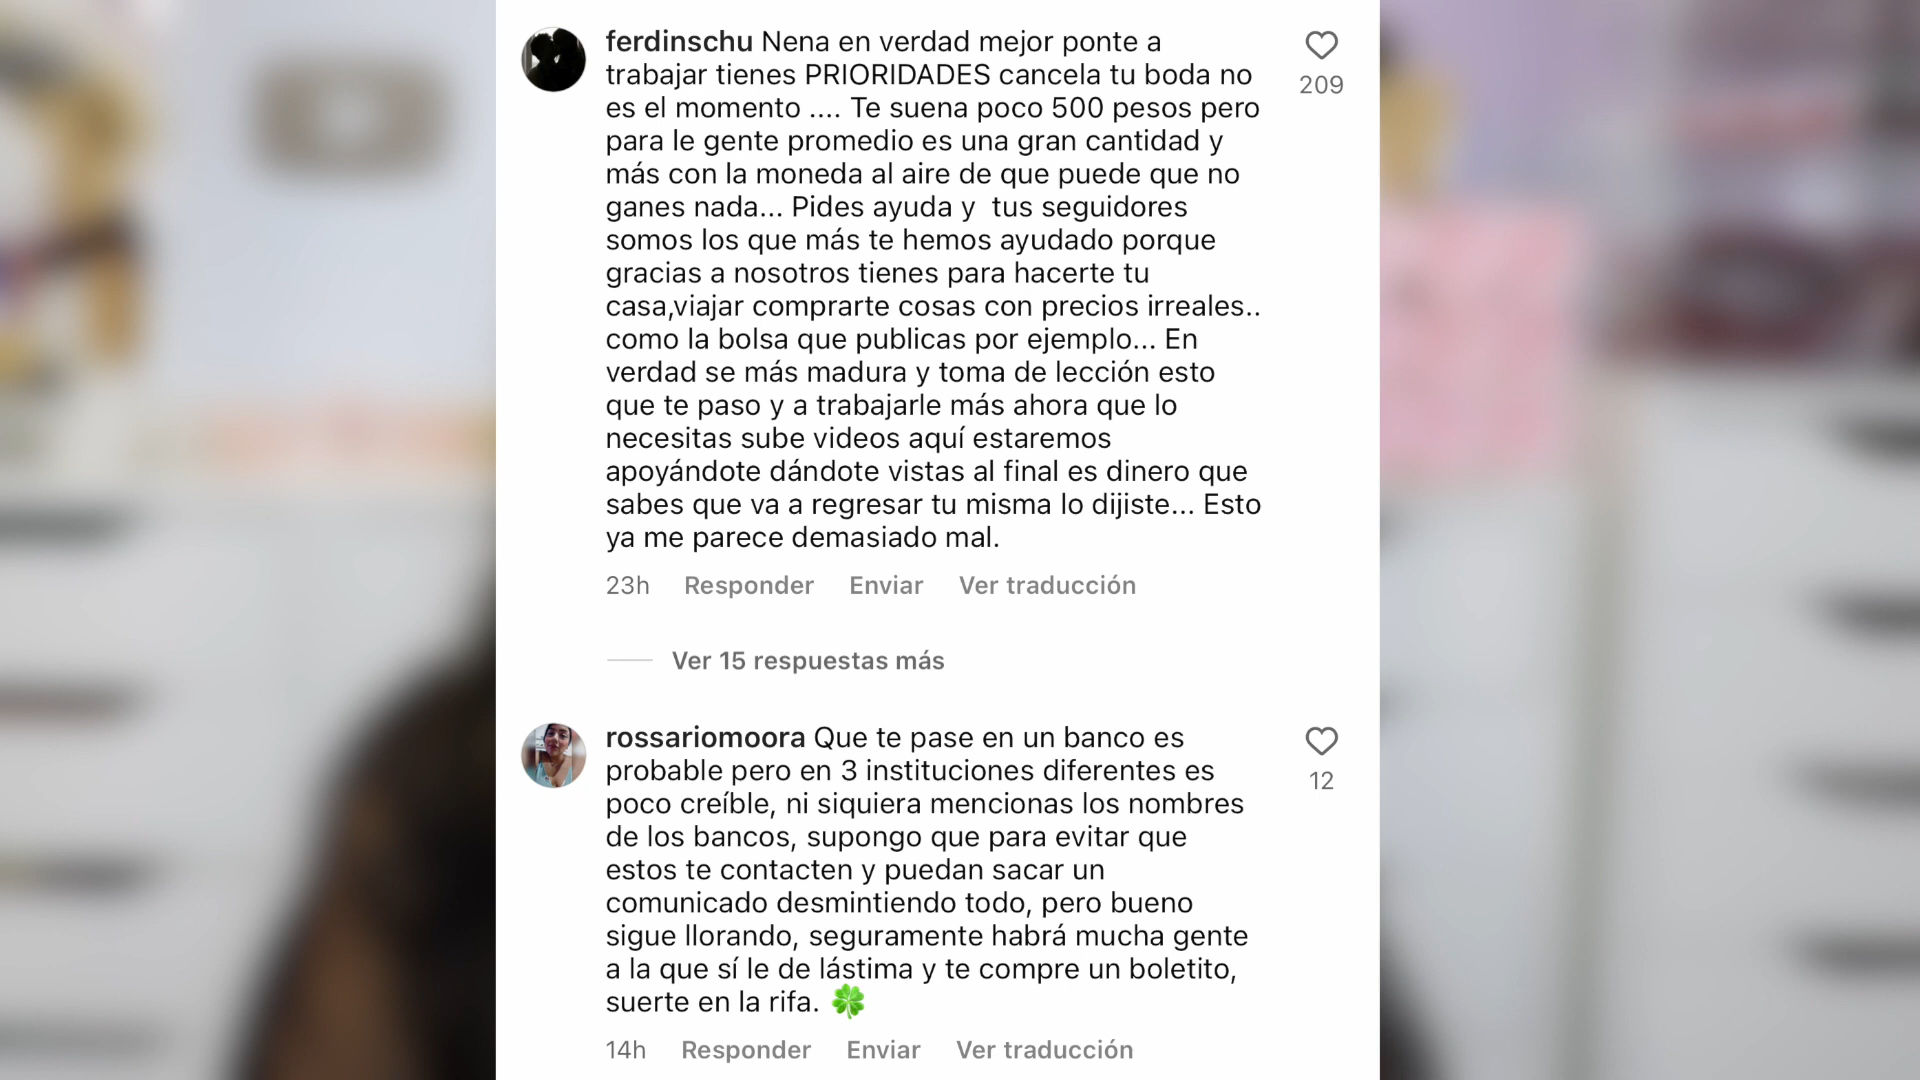 ferdinschu Nena en verdad mejor ponte a
trabajar tienes PRIORIDADES cancela tu boda no
es el momento .... Te suena poco 500 pesos pero
para le gente promedio es una gran cantidad y
más con la moneda al aire de que puede que no
ganes nada... Pides ayuda y  tus seguidores
somos los que más te hemos ayudado porque
gracias a nosotros tienes para hacerte tu
casa,viajar comprarte cosas con precios irreales..
como la bolsa que publicas por ejemplo... En
verdad se más madura y toma de lección esto
que te paso y a trabajarle más ahora que lo
necesitas sube videos aquí estaremos
apoyándote dándote vistas al final es dinero que
sabes que va a regresar tu misma lo dijiste... Esto
ya me parece demasiado mal.
209
23h Responder Enviar Ver traducción
Ver 15 respuestas más
rossariomoora Que te pase en un banco es
probable pero en 3 instituciones diferentes es
poco creíble, ni siquiera mencionas los nombres
de los bancos, supongo que para evitar que
estos te contacten y puedan sacar un
comunicado desmintiendo todo, pero bueno
sigue llorando, seguramente habrá mucha gente
a la que sí le de lástima y te compre un boletito,
suerte en la rifa. 🍀
12
14h Responder Enviar Ver traducción